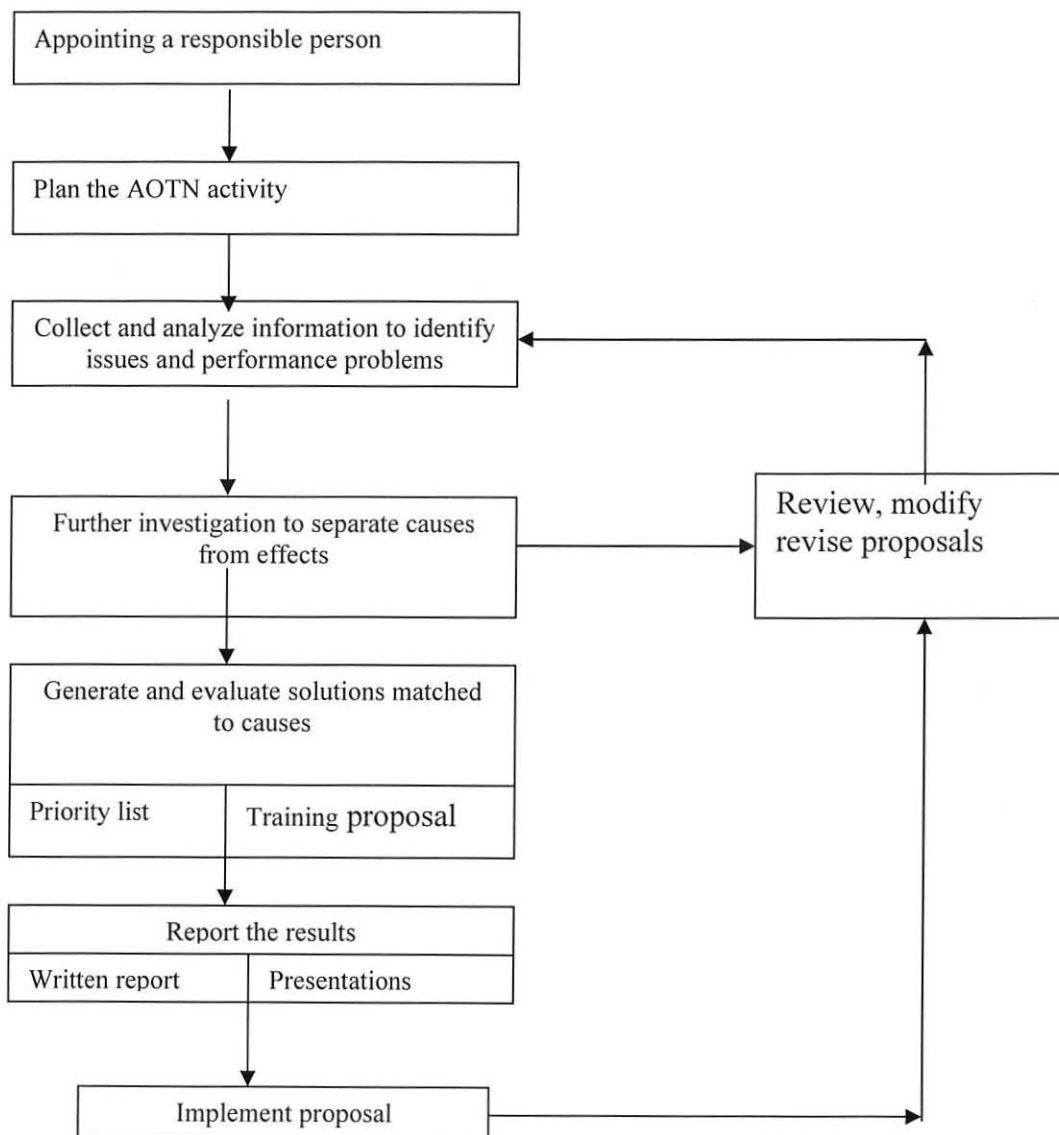 Appointing a responsible person
Plan the AOTN activity
Collect and analyze information to identify
issues and performance problems
Further investigation to separate causes
from effects
Review, modify
revise proposals
Generate and evaluate solutions matched
to causes
Priority list
Training proposal
Report the results
Written report
Presentations
Implement proposal